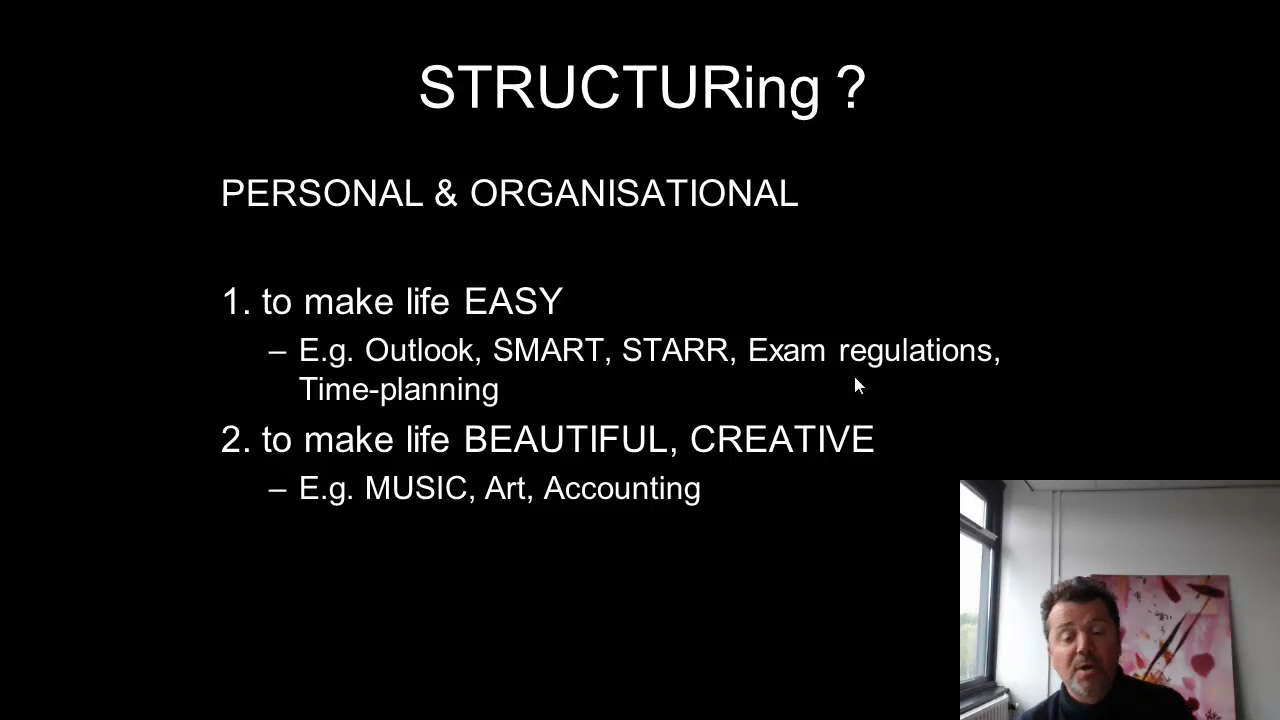 STRUCTURing ?
PERSONAL & ORGANISATIONAL
1. to make life EASY
– E.g. Outlook, SMART, STARR, Exam regulations,
Time-planning
2. to make life BEAUTIFUL, CREATIVE
– E.g. MUSIC, Art, Accounting